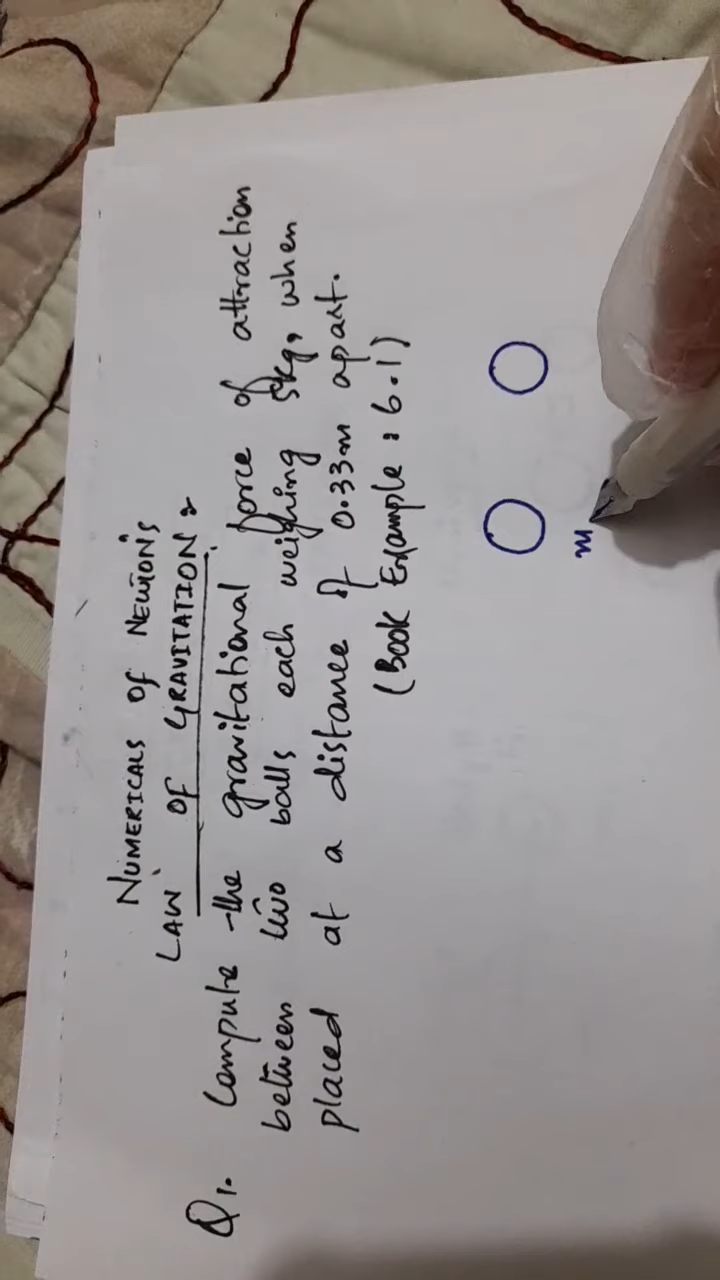 NUMERICALS OF NEWTON'S
LAW OF GRAVITATION:
Q1. Compute the gravitational force of attraction
between two balls each weighing 5kg, when
placed at a distance of 0.33m apart.
(Book Example : 6.1)
m